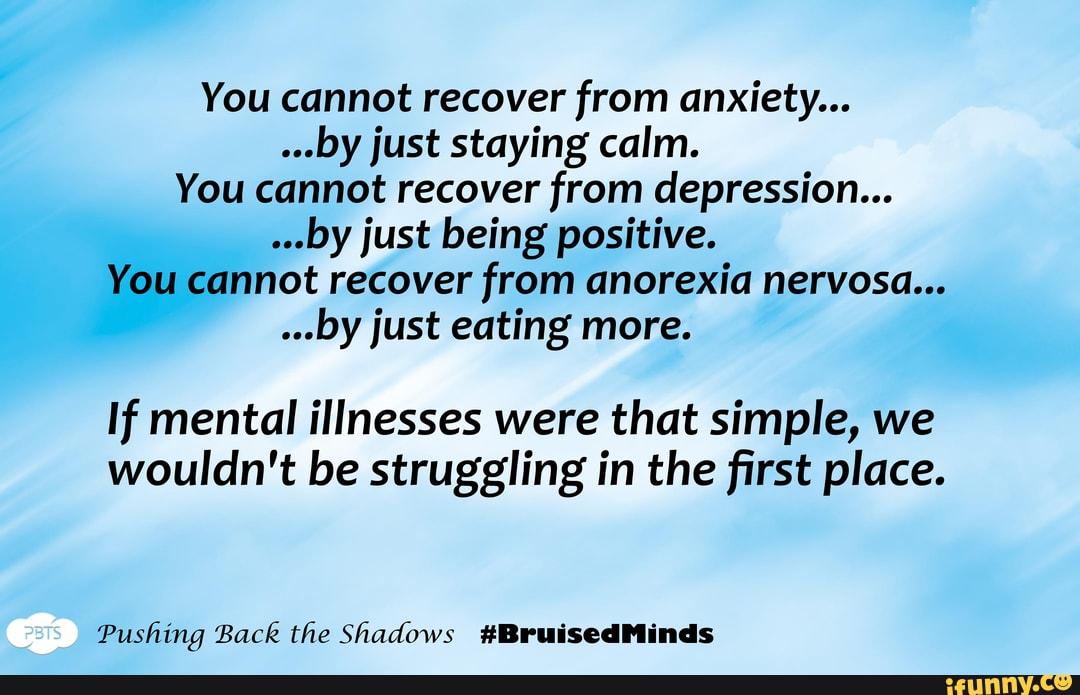 You cannot recover from anxiety...
...by just staying calm.
You cannot recover from depression...
...by just being positive.
You cannot recover from anorexia nervosa...
...by just eating more.
If mental illnesses were that simple, we
wouldn't be struggling in the first place.
PBTS Pushing Back the Shadows #BruisedMinds
ifunny.co